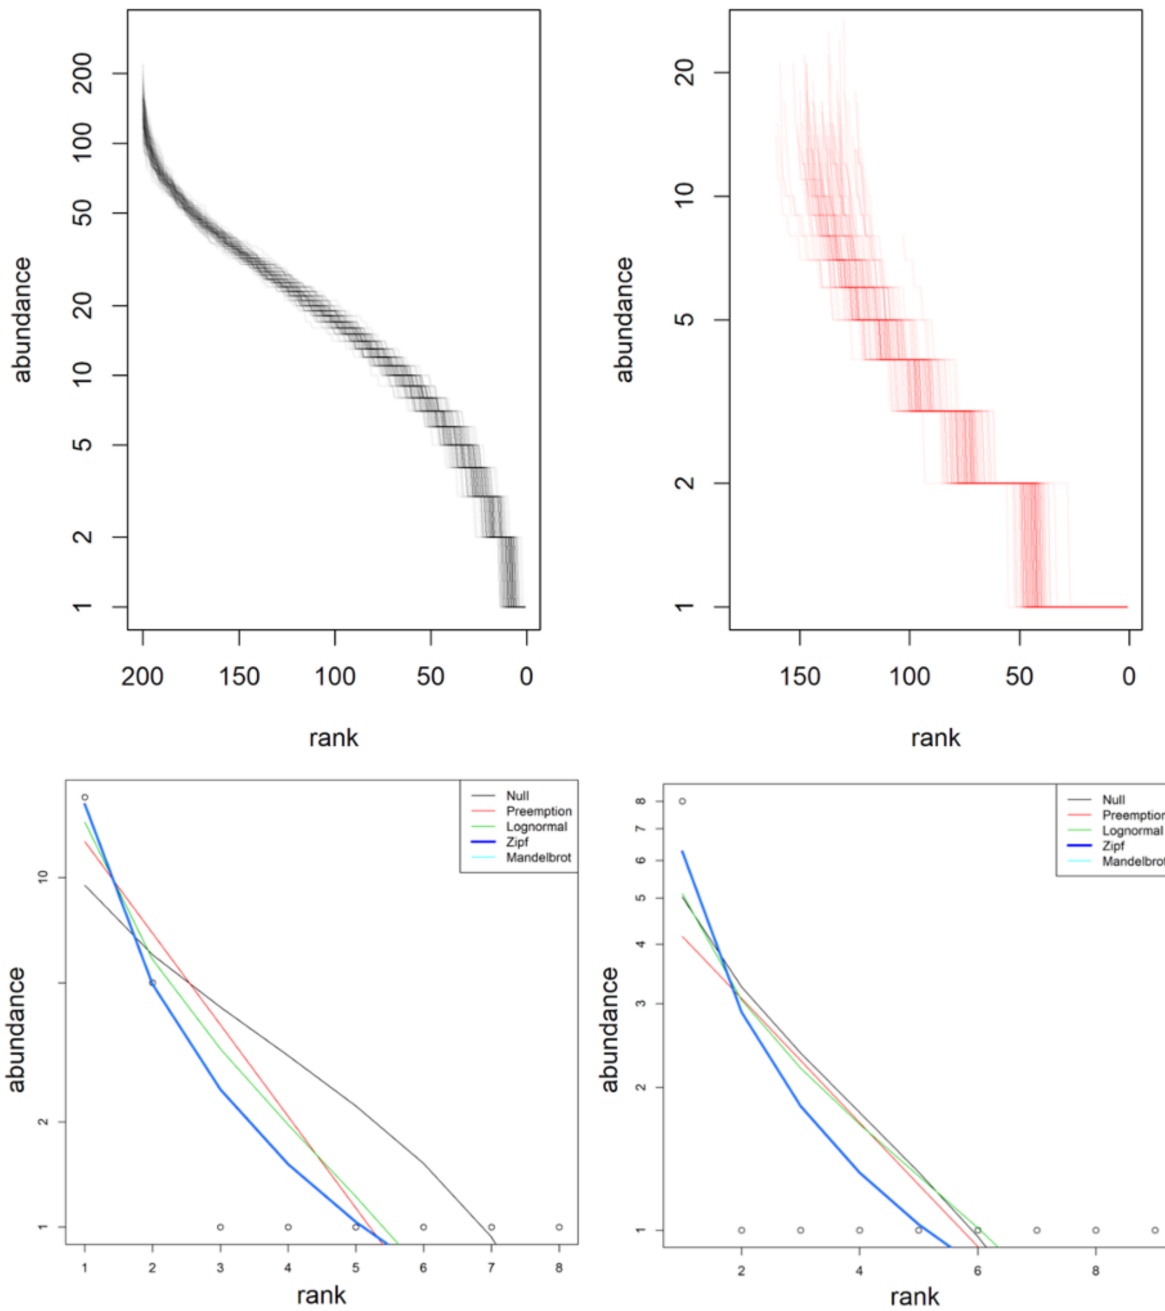 200
100
50
20
10
5
2
1
abundance
200 150 100 50 0
rank
20
10
5
2
1
abundance
150 100 50 0
rank
Null
Preemption
Lognormal
Zipf
Mandelbrot
10
2
1
abundance
1 2 3 4 5 6 7 8
rank
Null
Preemption
Lognormal
Zipf
Mandelbrot
8
7
6
5
4
3
2
1
abundance
2 4 6 8
rank